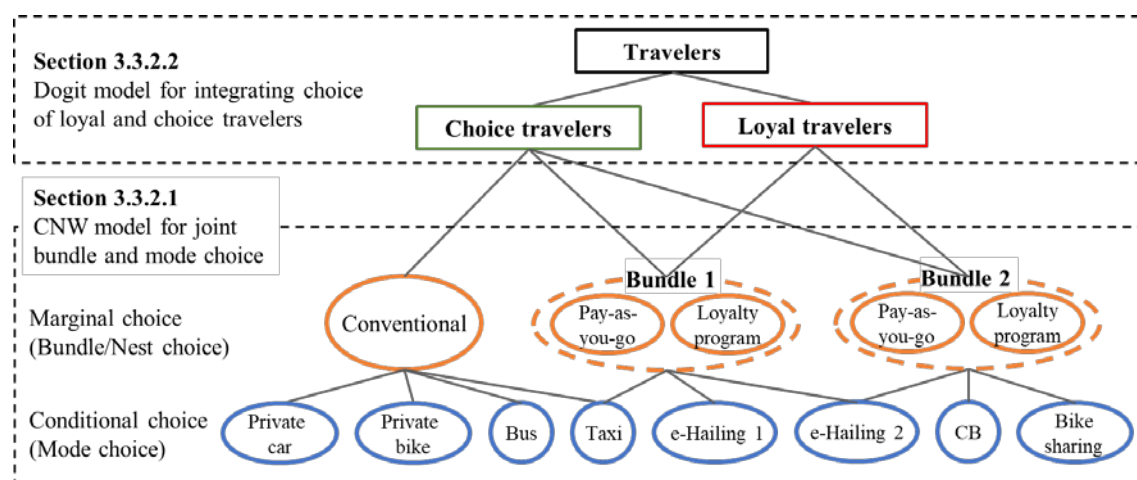 Section 3.3.2.2
Dogit model for integrating choice
of loyal and choice travelers
Travelers
Choice travelers
Loyal travelers
Section 3.3.2.1
CNW model for joint
bundle and mode choice
Marginal choice
(Bundle/Nest choice)
Conventional
Bundle 1
Pay-as-
you-go
Loyalty
program
Bundle 2
Pay-as-
you-go
Loyalty
program
Conditional choice
(Mode choice)
Private
car
Private
bike
Bus
Taxi
e-Hailing 1
e-Hailing 2
CB
Bike
sharing